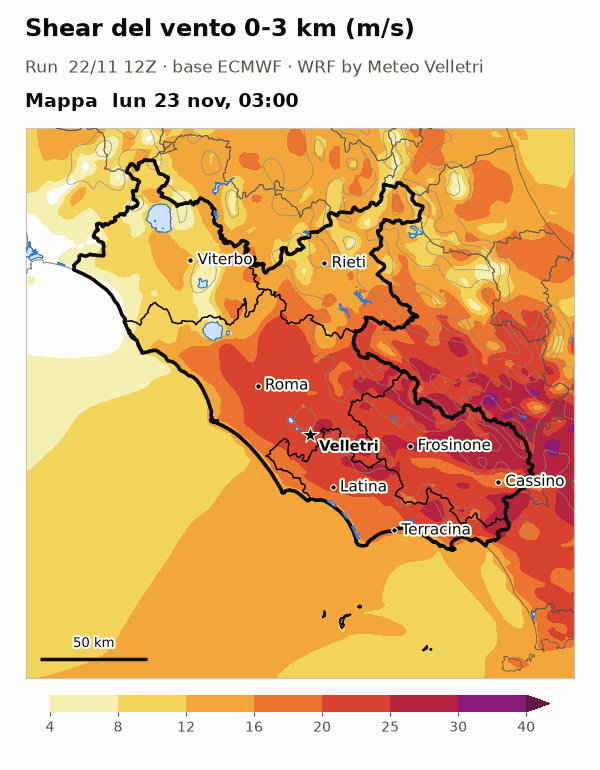 Shear del vento 0-3 km (m/s)
Run  22/11 12Z · base ECMWF · WRF by Meteo Velletri
Mappa  lun 23 nov, 03:00
Viterbo
Rieti
Roma
Velletri
Frosinone
Latina
Cassino
Terracina
50 km
4 8 12 16 20 25 30 40